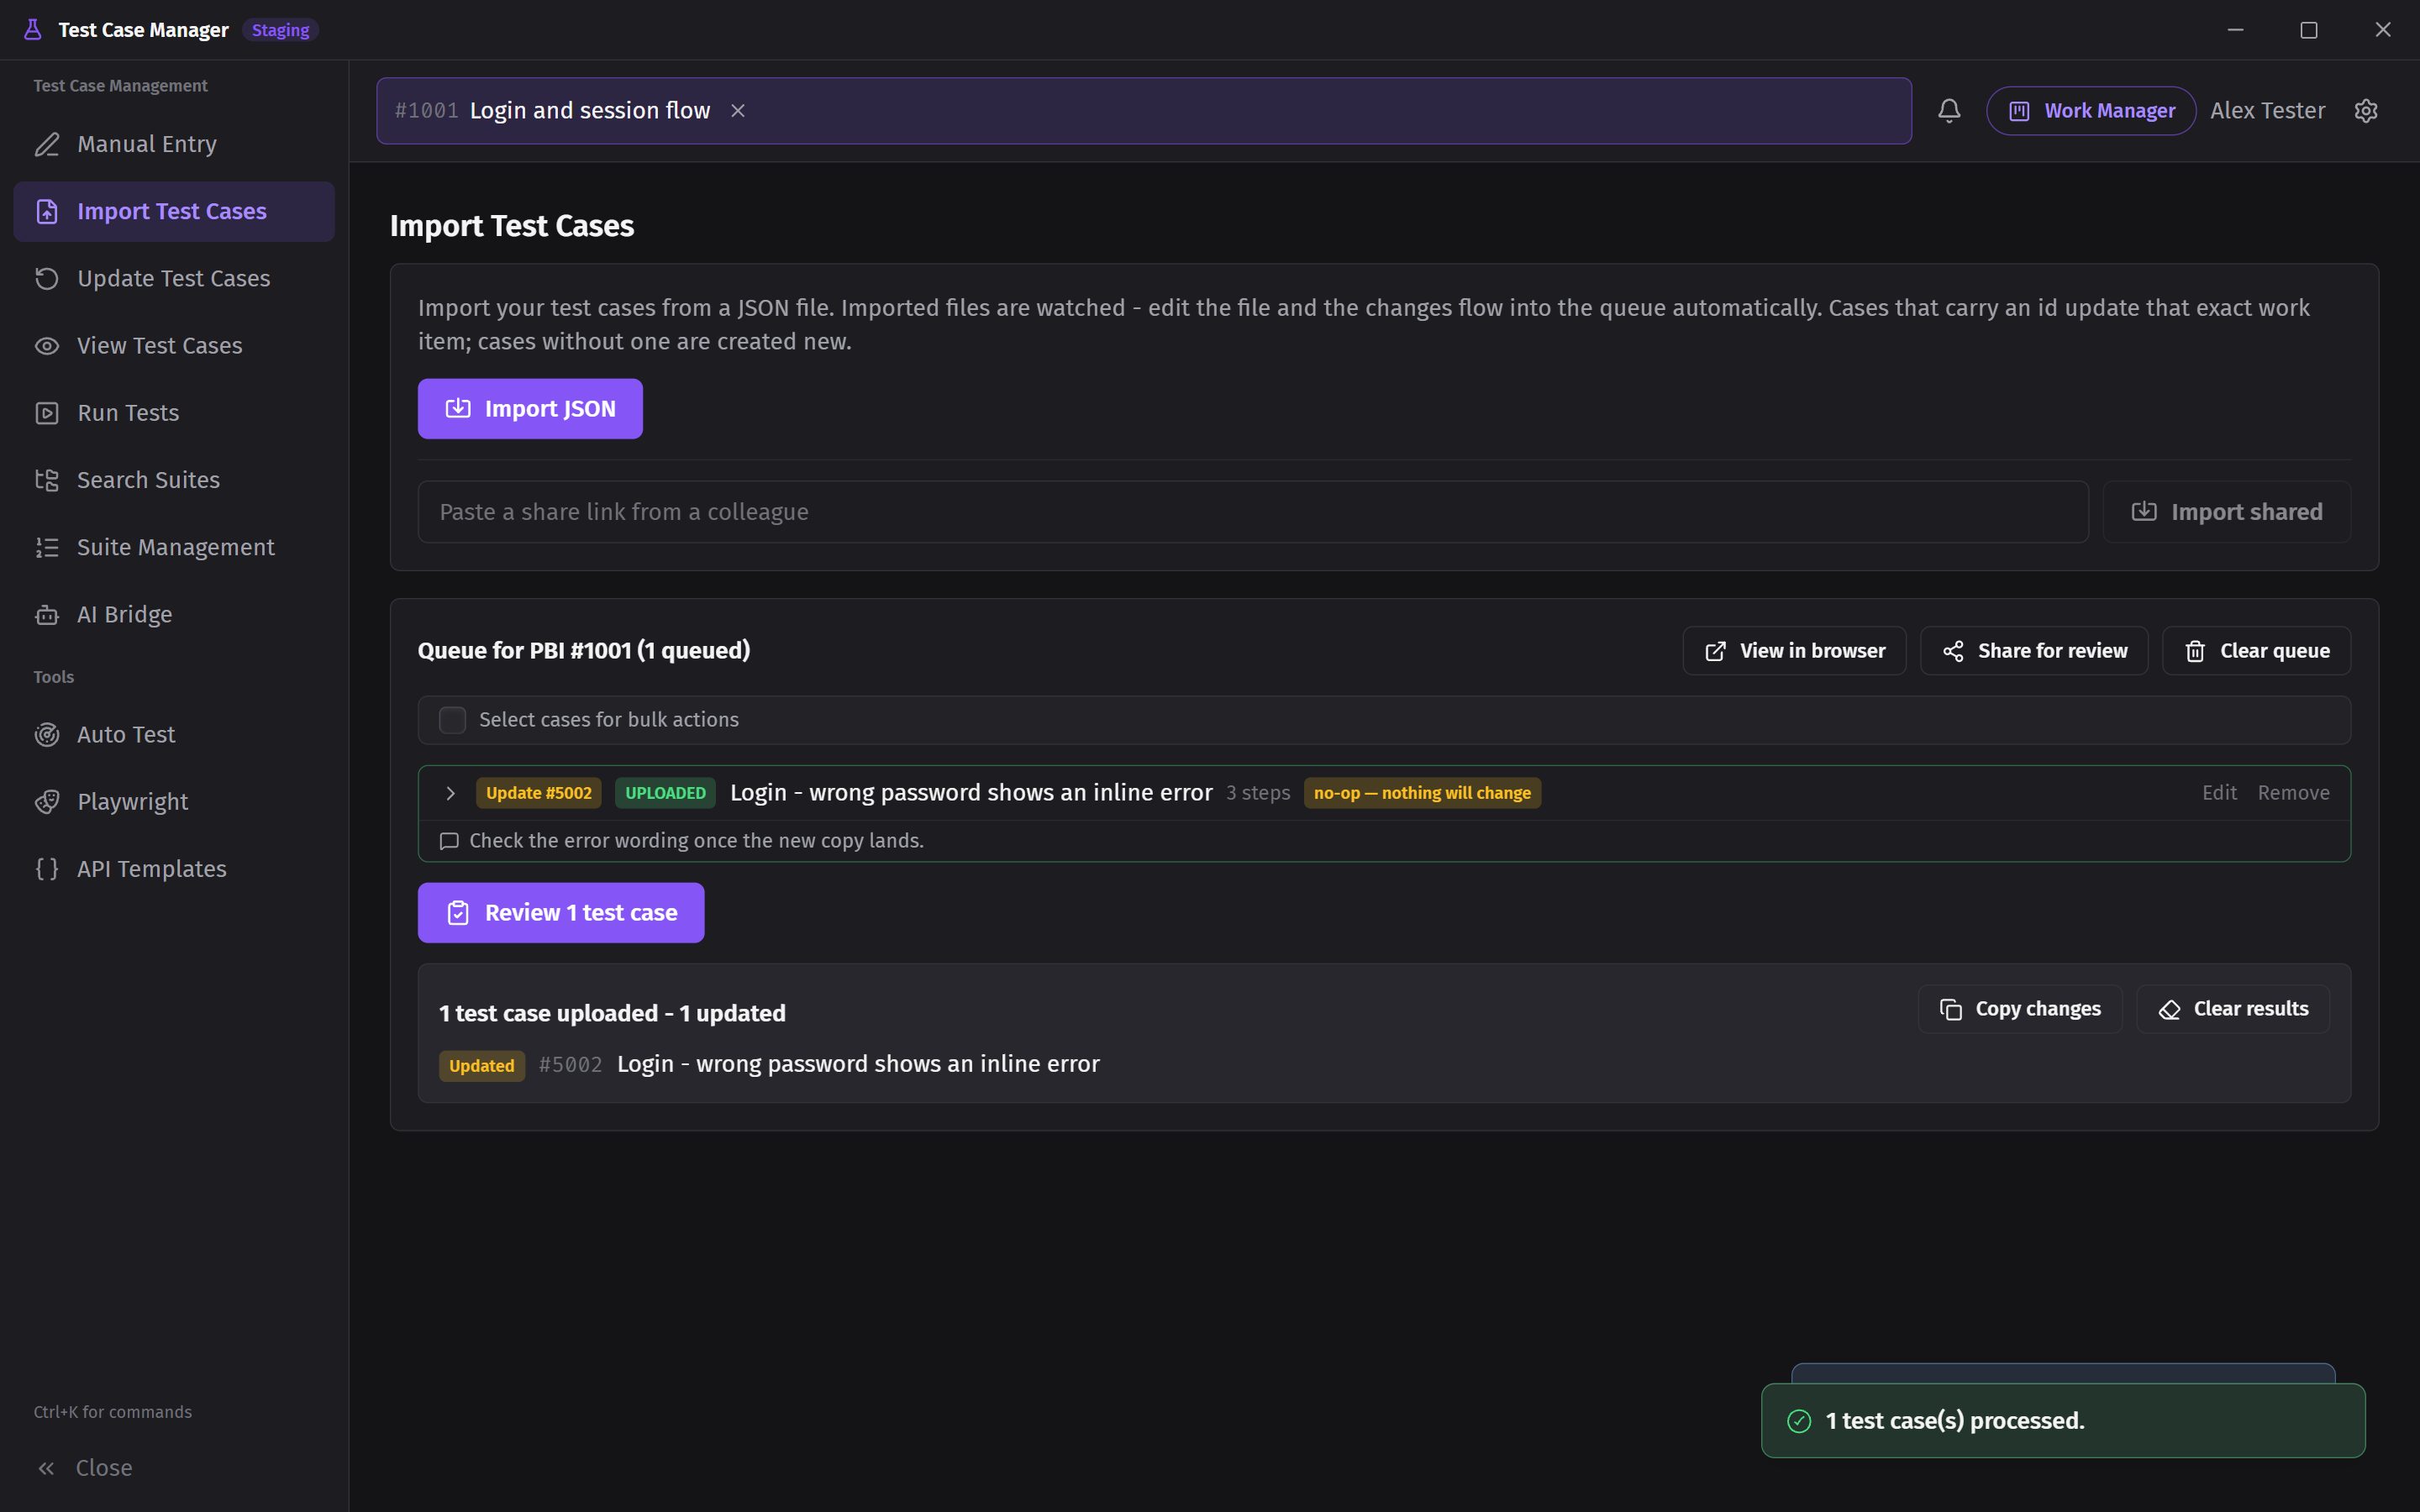 Test Case Manager Staging
Test Case Management
Manual Entry
Import Test Cases
Update Test Cases
View Test Cases
Run Tests
Search Suites
Suite Management
AI Bridge
Tools
Auto Test
Playwright
API Templates
Ctrl+K for commands
Close
#1001 Login and session flow
Work Manager
Alex Tester
Import Test Cases
Import your test cases from a JSON file. Imported files are watched - edit the file and the changes flow into the queue automatically. Cases that carry an id update that exact work
item; cases without one are created new.
Import JSON
Paste a share link from a colleague
Import shared
Queue for PBI #1001 (1 queued)
View in browser
Share for review
Clear queue
Select cases for bulk actions
Update #5002 UPLOADED Login - wrong password shows an inline error 3 steps no-op — nothing will change Edit Remove
Check the error wording once the new copy lands.
Review 1 test case
1 test case uploaded - 1 updated
Copy changes
Clear results
Updated #5002 Login - wrong password shows an inline error
1 test case(s) processed.